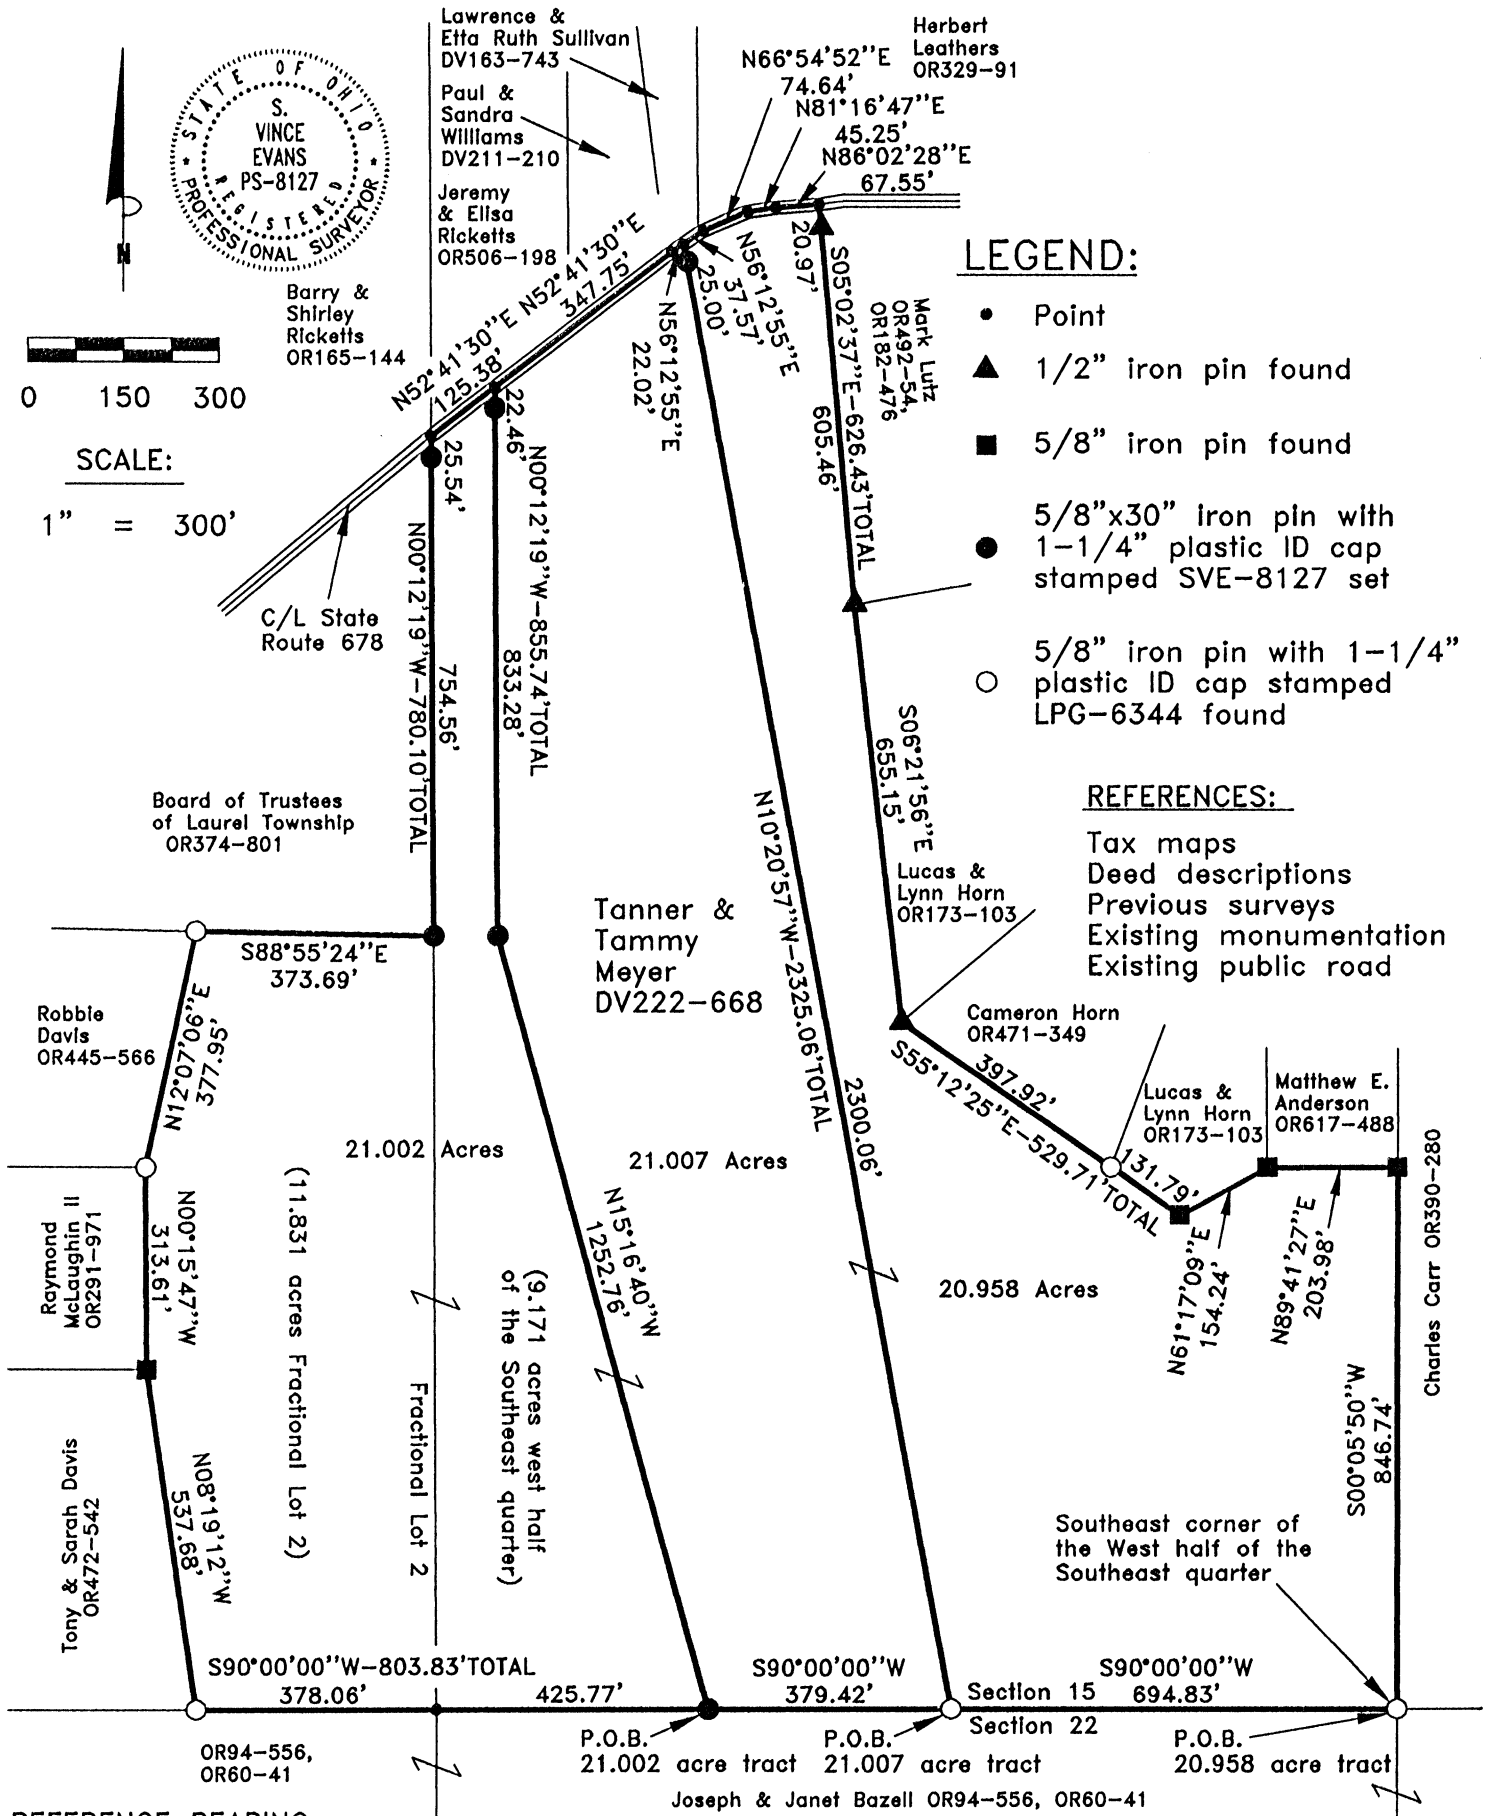 Lawrence &
Etta Ruth Sullivan
DV163-743
Paul &
Sandra
Williams
DV211-210
Jeremy
& Elisa
Ricketts
OR506-198
Barry &
Shirley
Ricketts
OR165-144
Herbert
Leathers
OR329-91
STATE OF OHIO
S.
VINCE
EVANS
PS-8127
REGISTERED
PROFESSIONAL SURVEYOR
N
0 150 300
SCALE:
1" = 300'
N66°54'52"E
74.64'
N81°16'47"E
45.25'
N86°02'28"E
67.55'
N52°41'30"E
347.75'
N52°41'30"E
125.38'
N56°12'55"E
37.57'
25.00'
N56°12'55"E
22.02'
20.97'
S05°02'37"E-626.43'TOTAL
605.46'
Mark Lutz
OR492-54,
OR182-476
22.46'
25.54'
N00°12'19"W-855.74'TOTAL
833.28'
N00°12'19"W-780.10'TOTAL
754.56'
C/L State
Route 678
LEGEND:
Point
1/2" iron pin found
5/8" iron pin found
5/8"x30" iron pin with
1-1/4" plastic ID cap
stamped SVE-8127 set
5/8" iron pin with 1-1/4"
plastic ID cap stamped
LPG-6344 found
REFERENCES:
Tax maps
Deed descriptions
Previous surveys
Existing monumentation
Existing public road
S06°21'56"E
655.15'
Lucas &
Lynn Horn
OR173-103
Board of Trustees
of Laurel Township
OR374-801
Tanner &
Tammy
Meyer
DV222-668
N10°20'57"W-2325.06'TOTAL
2300.06'
S88°55'24"E
373.69'
Robbie
Davis
OR445-566
N12°07'06"E
377.95'
Cameron Horn
OR471-349
397.92'
S55°12'25"E-529.71'TOTAL
131.79'
Lucas &
Lynn Horn
OR173-103
Matthew E.
Anderson
OR617-488
Charles Carr OR390-280
21.002 Acres
21.007 Acres
20.958 Acres
N61°17'09"E
154.24'
N89°41'27"E
203.98'
S00°05'50"W
846.74'
Raymond
McLaughin II
OR291-971
N00°15'47"W
313.61'
(11.831 acres Fractional Lot 2)
Fractional Lot 2
(9.171 acres west half
of the Southeast quarter)
N15°16'40"W
1252.76'
Tony & Sarah Davis
OR472-542
N08°19'12"W
537.68'
Southeast corner of
the West half of the
Southeast quarter
S90°00'00"W-803.83'TOTAL
378.06'
425.77'
S90°00'00"W
379.42'
S90°00'00"W
694.83'
Section 15
Section 22
P.O.B.
21.002 acre tract
P.O.B.
21.007 acre tract
P.O.B.
20.958 acre tract
OR94-556,
OR60-41
Joseph & Janet Bazell OR94-556, OR60-41
REFERENCE BEARING